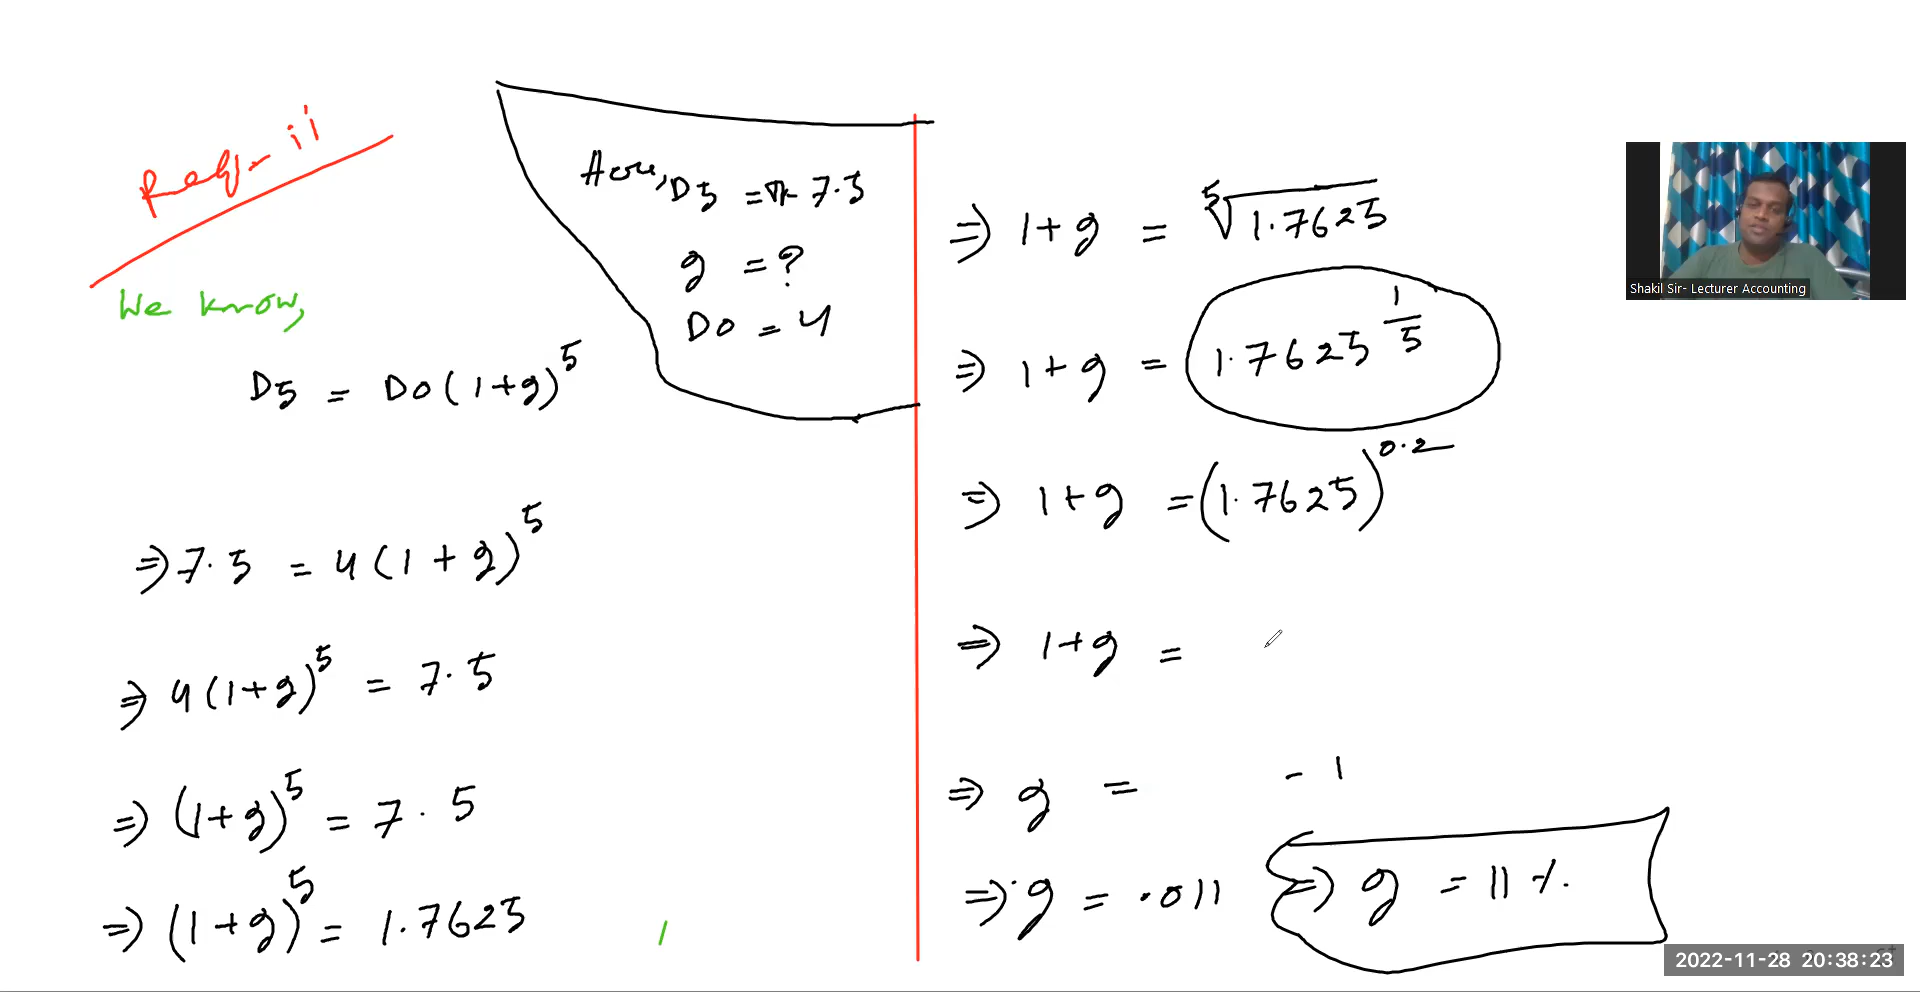 Req - ii
We know,
Here, D5 = 7.5
g = ?
D0 = 4
D5 = D0(1+g)^5
⇒ 7.5 = 4(1+g)^5
⇒ 4(1+g)^5 = 7.5
⇒ (1+g)^5 = 7.5
⇒ (1+g)^5 = 1.7625
⇒ 1+g = ⁵√1.7625
⇒ 1+g = 1.7625^(1/5)
⇒ 1+g = (1.7625)^0.2
⇒ 1+g =
⇒ g = - 1
⇒ g = .011
⇒ g = 11%.
Shakil Sir- Lecturer Accounting
2022-11-28 20:38:23